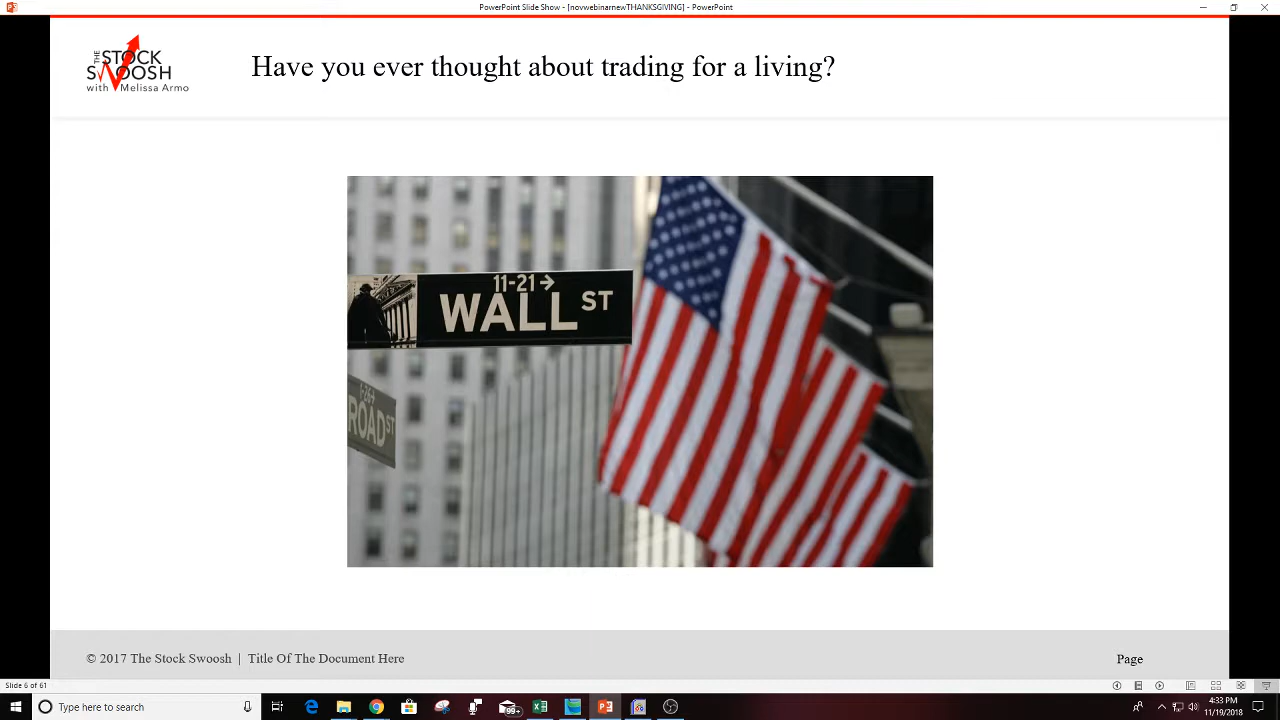 PowerPoint Slide Show - [novwebinarnewTHANKSGIVING] - PowerPoint
THE STOCK
SWOOSH
with Melissa Armo
Have you ever thought about trading for a living?
11-21 →
WALL ST
ROAD ST
© 2017 The Stock Swoosh | Title Of The Document Here
Page
Slide 6 of 61
Type here to search
99+
4:33 PM
11/19/2018